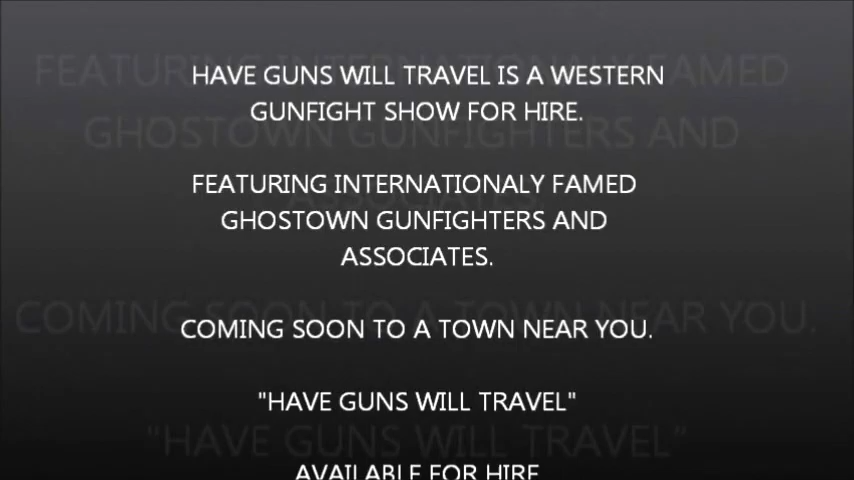 HAVE GUNS WILL TRAVEL IS A WESTERN
GUNFIGHT SHOW FOR HIRE.
FEATURING INTERNATIONALY FAMED
GHOSTOWN GUNFIGHTERS AND
ASSOCIATES.
COMING SOON TO A TOWN NEAR YOU.
"HAVE GUNS WILL TRAVEL"
AVAILABLE FOR HIRE